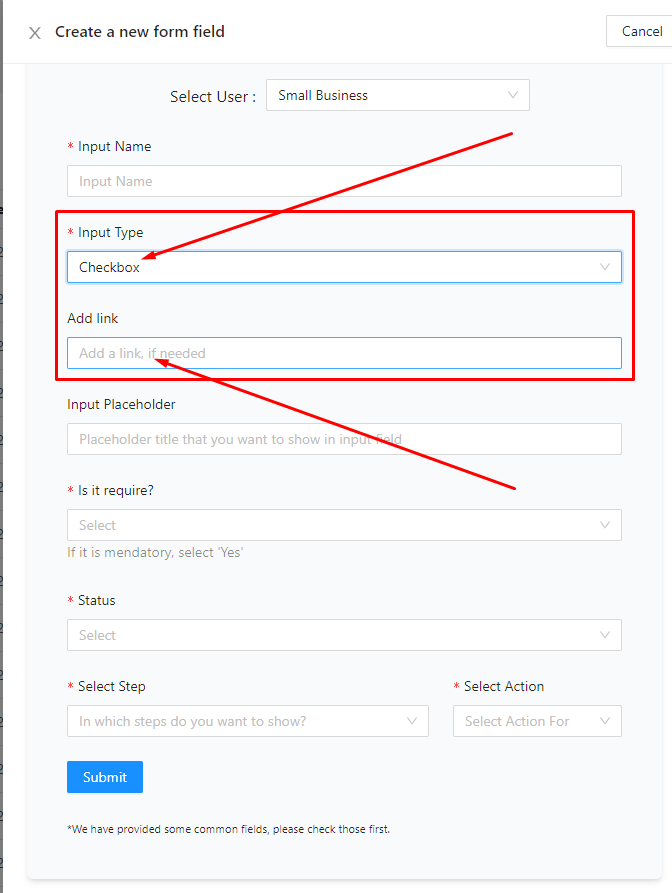 Create a new form field
Cancel
Select User :
Small Business
* Input Name
Input Name
* Input Type
Checkbox
Add link
Add a link, if needed
Input Placeholder
Placeholder title that you want to show in input field
* Is it require?
Select
If it is mendatory, select 'Yes'
* Status
Select
* Select Step
* Select Action
In which steps do you want to show?
Select Action For
Submit
*We have provided some common fields, please check those first.